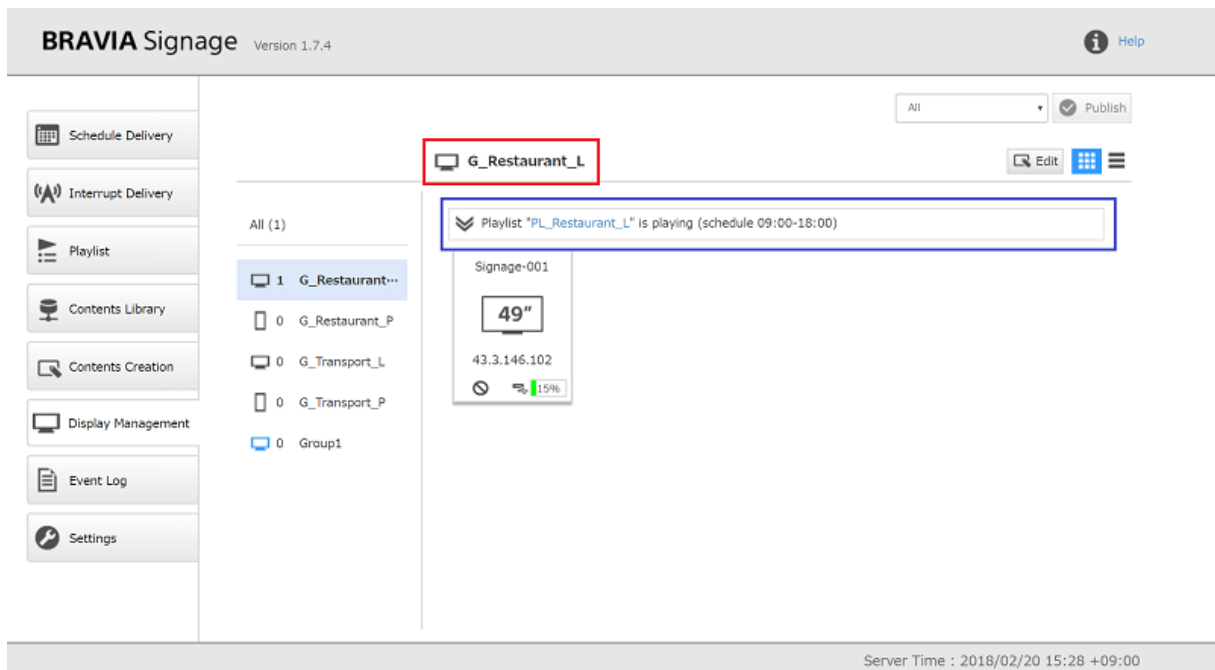 BRAVIA Signage Version 1.7.4
Help
All
Publish
Schedule Delivery
Interrupt Delivery
Playlist
Contents Library
Contents Creation
Display Management
Event Log
Settings
G_Restaurant_L
Edit
All (1)
1 G_Restaurant···
0 G_Restaurant_P
0 G_Transport_L
0 G_Transport_P
0 Group1
Playlist "PL_Restaurant_L" is playing (schedule 09:00-18:00)
Signage-001
49"
43.3.146.102
15%
Server Time : 2018/02/20 15:28 +09:00